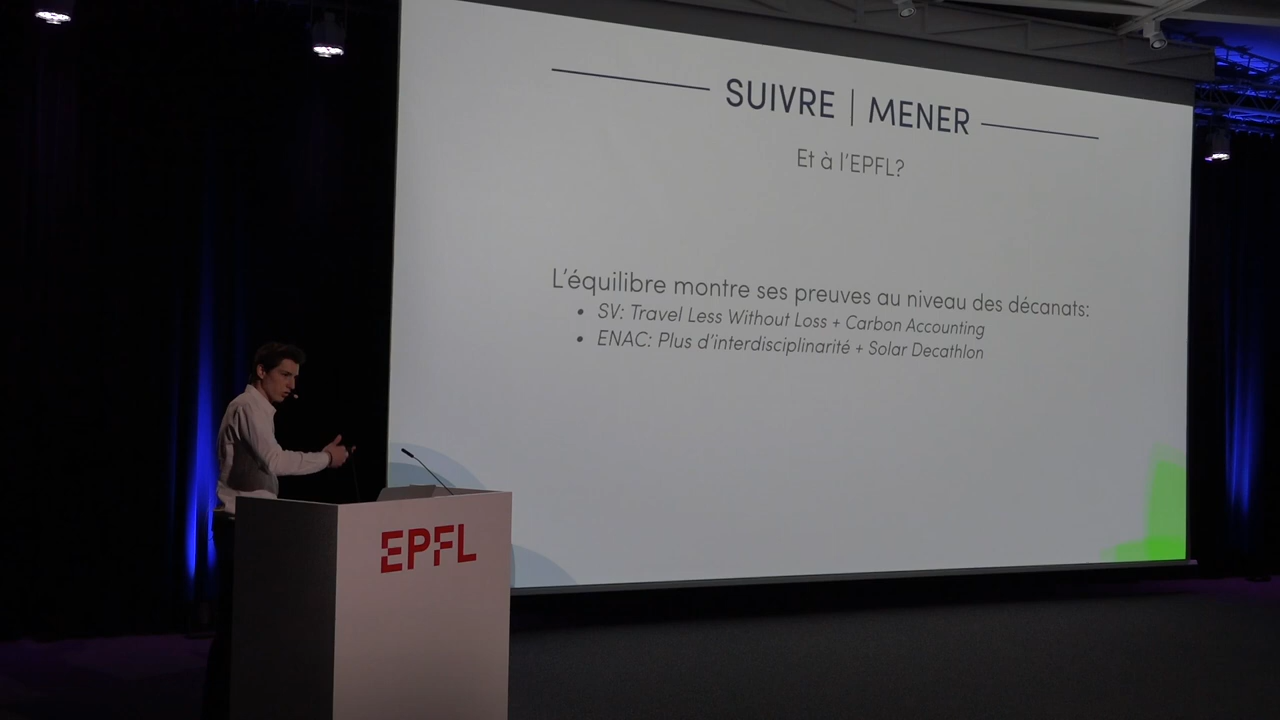 SUIVRE | MENER
Et à l'EPFL?
L'équilibre montre ses preuves au niveau des décanats:
• SV: Travel Less Without Loss + Carbon Accounting
• ENAC: Plus d'interdisciplinarité + Solar Decathlon
EPFL